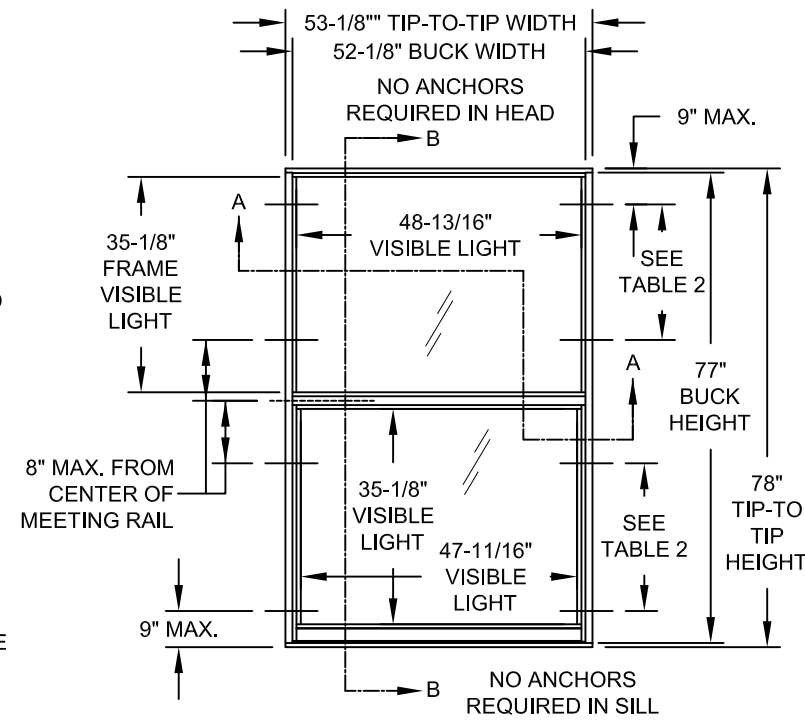 53-1/8"" TIP-TO-TIP WIDTH
52-1/8" BUCK WIDTH
NO ANCHORS
REQUIRED IN HEAD
B
9" MAX.
A
48-13/16"
VISIBLE LIGHT
35-1/8"
FRAME
VISIBLE
LIGHT
SEE
TABLE 2
A
77"
BUCK
HEIGHT
8" MAX. FROM
CENTER OF
MEETING RAIL
35-1/8"
VISIBLE
LIGHT
47-11/16"
VISIBLE
LIGHT
SEE
TABLE 2
78"
TIP-TO
TIP
HEIGHT
9" MAX.
E
B
NO ANCHORS
REQUIRED IN SILL